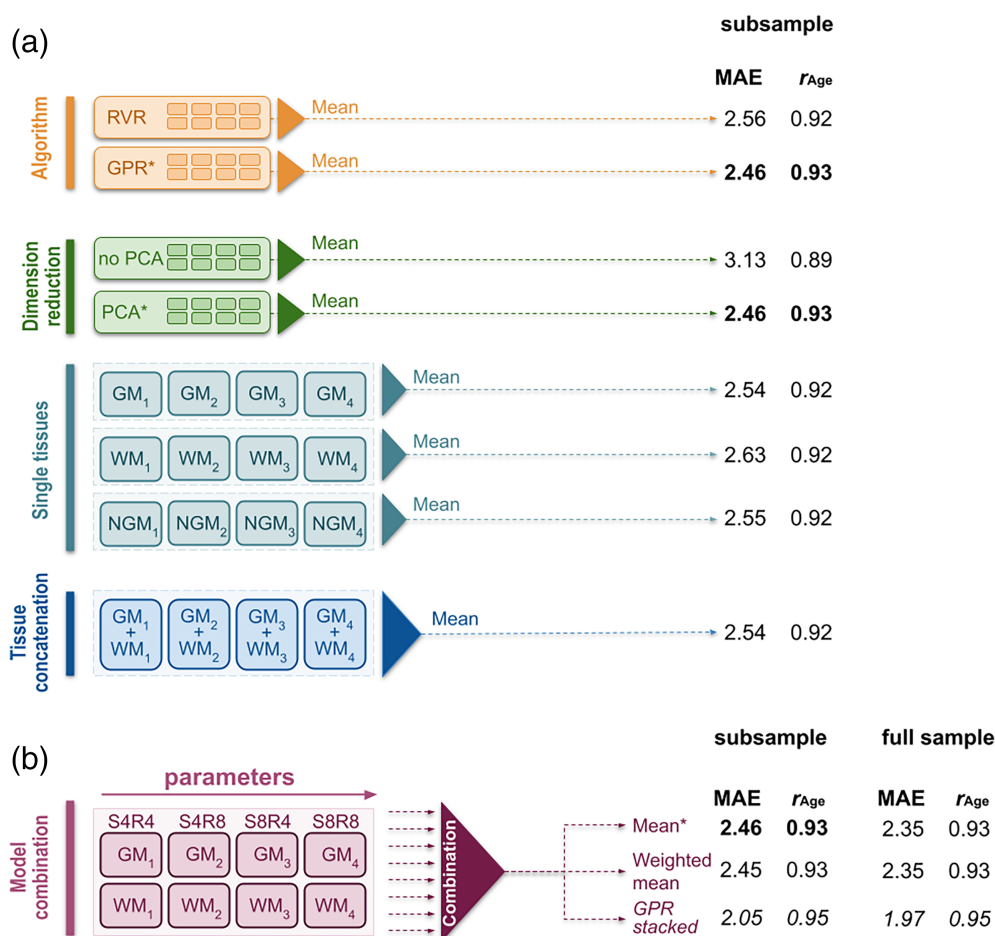 (a)
subsample
MAE rAge
Algorithm
RVR Mean 2.56 0.92
GPR* Mean 2.46 0.93
Dimension
reduction
no PCA Mean 3.13 0.89
PCA* Mean 2.46 0.93
Single tissues
GM1 GM2 GM3 GM4 Mean 2.54 0.92
WM1 WM2 WM3 WM4 Mean 2.63 0.92
NGM1 NGM2 NGM3 NGM4 Mean 2.55 0.92
Tissue
concatenation
GM1 GM2 GM3 GM4
+ + + +
WM1 WM2 WM3 WM4
Mean 2.54 0.92
(b)
subsample full sample
parameters
MAE rAge MAE rAge
Model
combination
S4R4 S4R8 S8R4 S8R8
GM1 GM2 GM3 GM4
WM1 WM2 WM3 WM4
Combination
Mean* 2.46 0.93 2.35 0.93
Weighted
mean 2.45 0.93 2.35 0.93
GPR
stacked 2.05 0.95 1.97 0.95